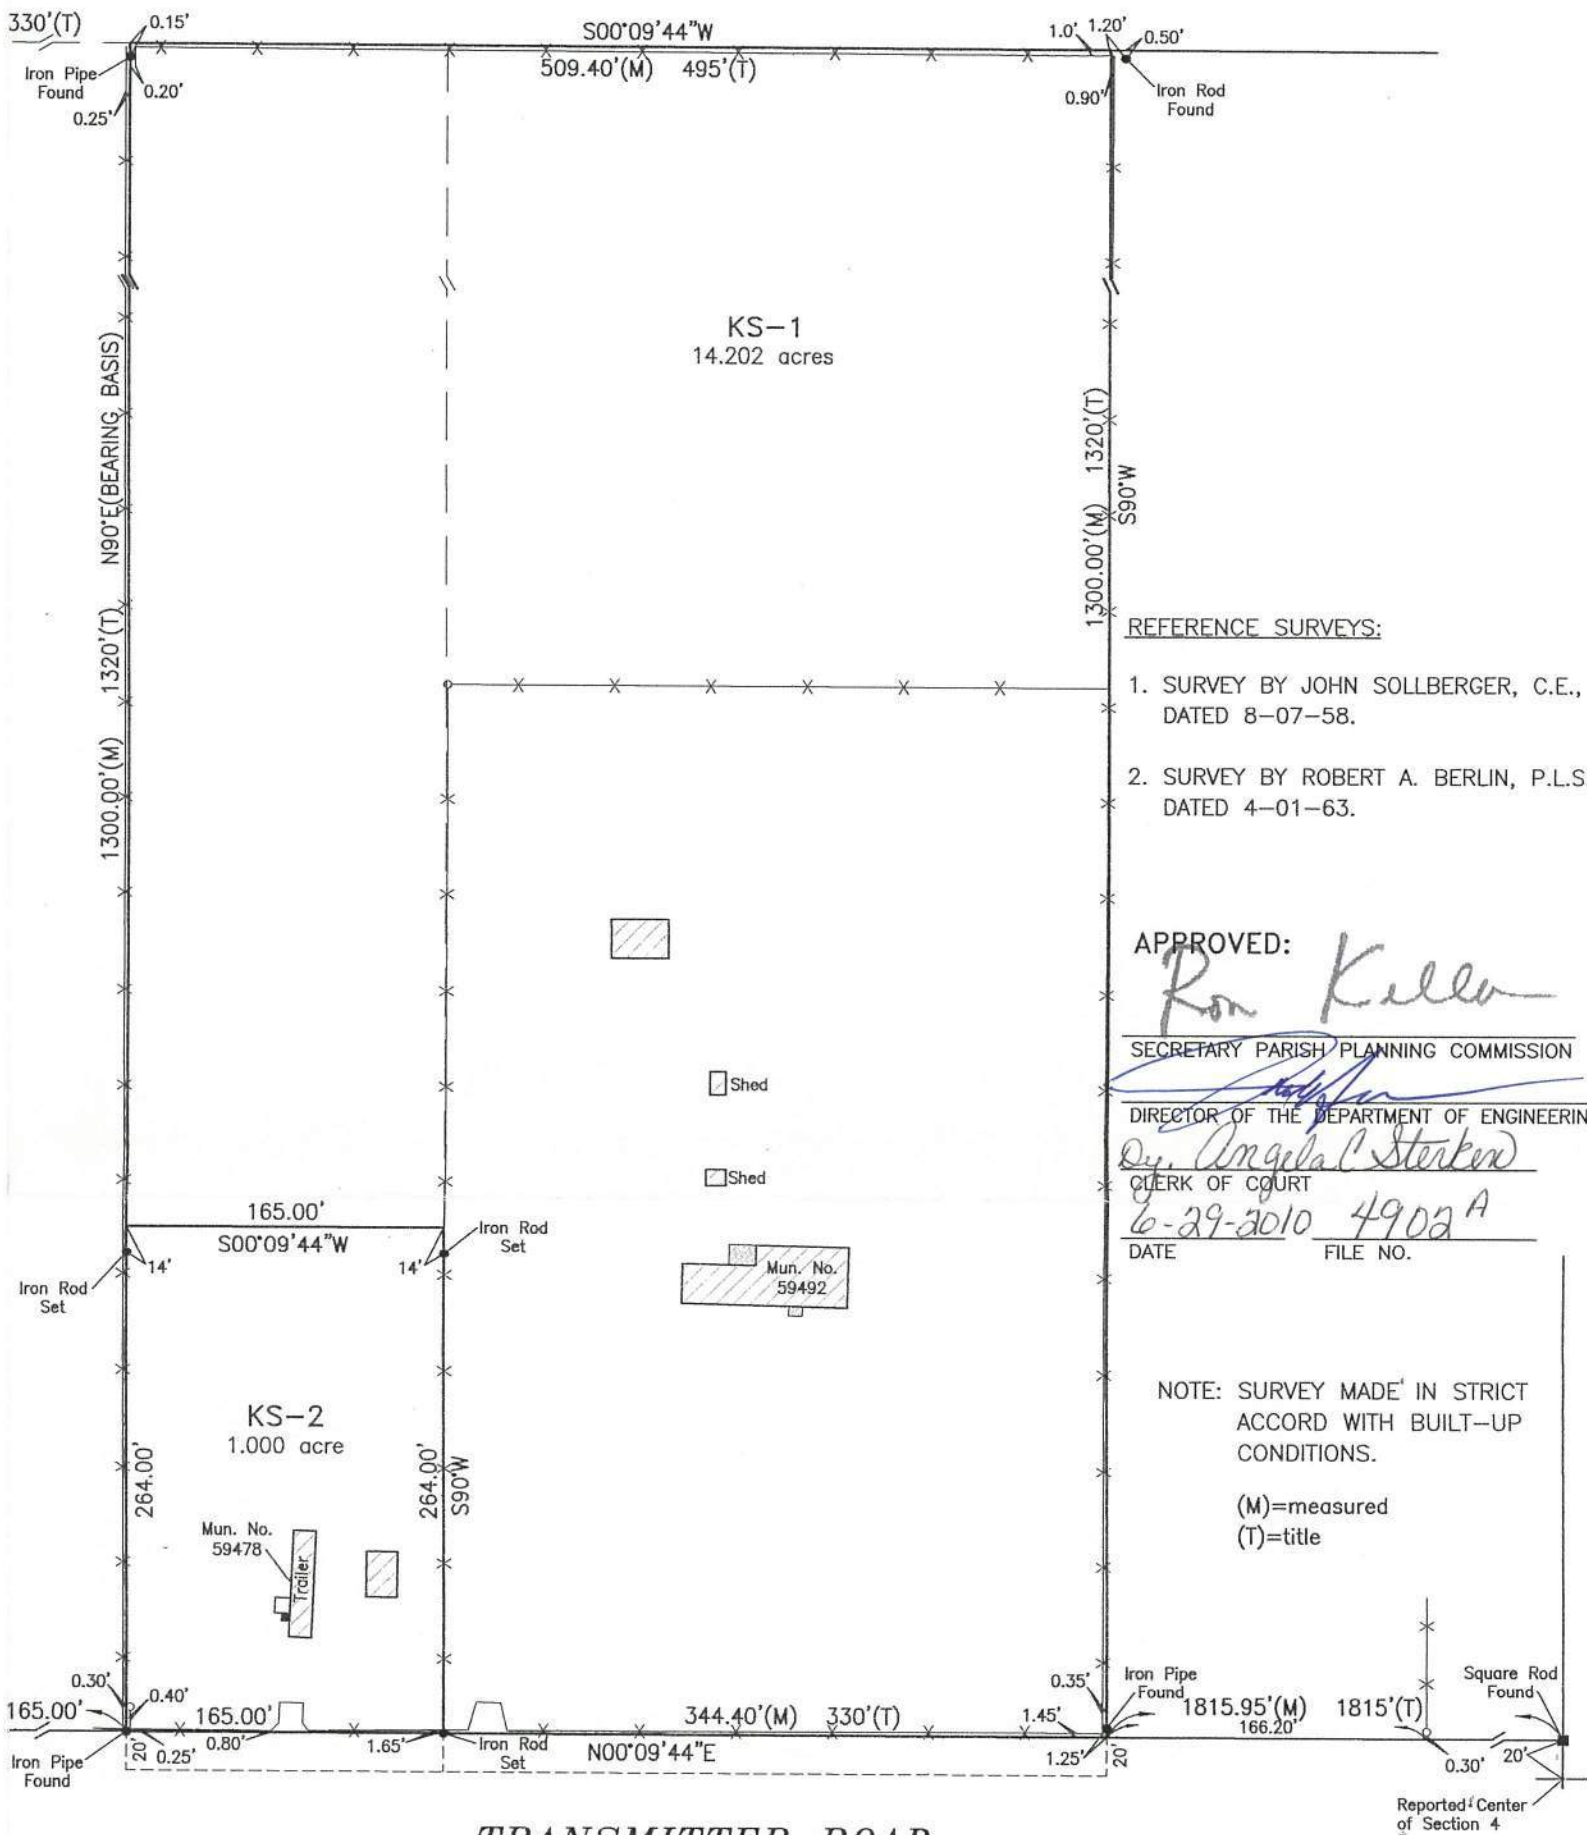 330'(T)
0.15'
S00°09'44"W
1.0'
1.20'
0.50'
509.40'(M) 495'(T)
Iron Pipe
Found
0.20'
0.25'
0.90'
Iron Rod
Found
KS-1
14.202 acres
N90°E(BEARING BASIS)
1320'(T)
1300.00'(M)
1320'(T)
S90°W
1300.00'(M)
REFERENCE SURVEYS:
1. SURVEY BY JOHN SOLLBERGER, C.E.,
DATED 8-07-58.
2. SURVEY BY ROBERT A. BERLIN, P.L.S
DATED 4-01-63.
APPROVED:
Ron Keller
SECRETARY PARISH PLANNING COMMISSION
DIRECTOR OF THE DEPARTMENT OF ENGINEERIN
Dy. Angela C Sterken
CLERK OF COURT
6-29-2010 4902A
DATE FILE NO.
Shed
Shed
165.00'
S00°09'44"W
14'
14'
Iron Rod
Set
Iron Rod
Set
Mun. No.
59492
KS-2
1.000 acre
264.00'
264.00'
S90°W
Mun. No.
59478
Trailer
NOTE: SURVEY MADE IN STRICT
ACCORD WITH BUILT-UP
CONDITIONS.
(M)=measured
(T)=title
0.30'
0.40'
165.00'
165.00'
20'
0.25'
0.80'
1.65'
Iron Pipe
Found
Iron Rod
Set
344.40'(M) 330'(T)
N00°09'44"E
0.35'
1.45'
1.25'
20'
Iron Pipe
Found
1815.95'(M) 1815'(T)
166.20'
Square Rod
Found
0.30'
20'
Reported Center
of Section 4
TRANSMITTER ROAD